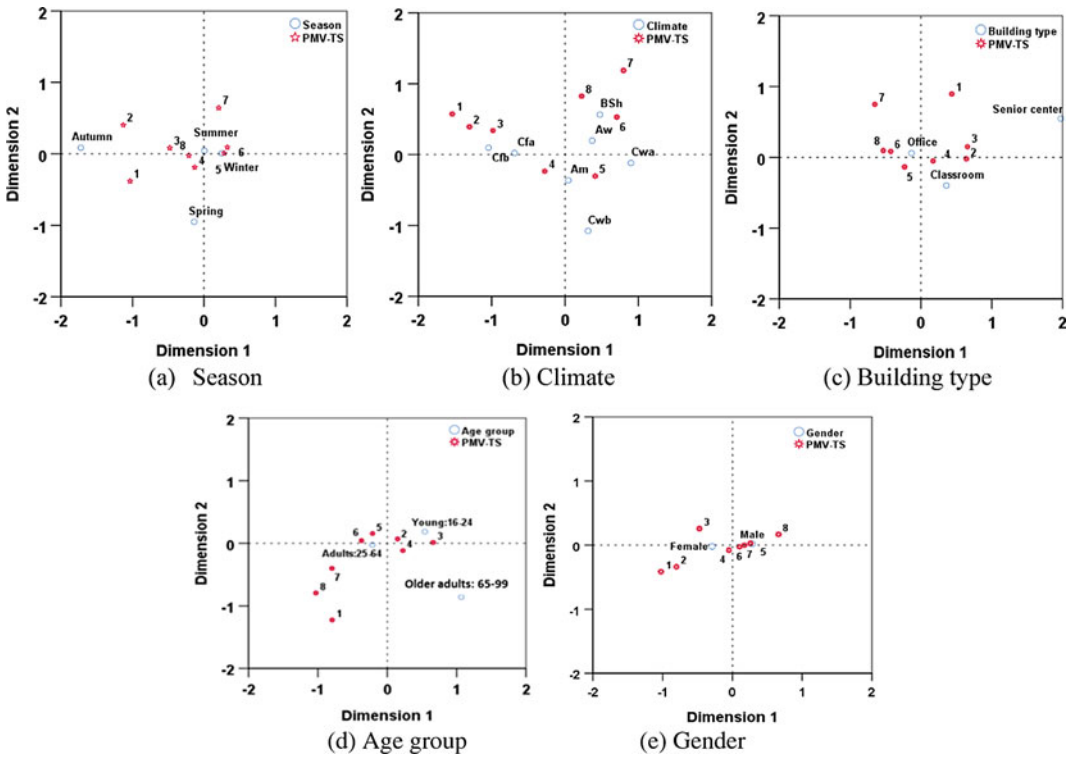 2
1
0
-1
-2
-2 -1 0 1 2
Dimension 2
Dimension 1
Season
PMV-TS
7
2
Autumn
3 8
Summer
4
6
1
5 Winter
Spring
(a) Season
2
1
0
-1
-2
-2 -1 0 1 2
Dimension 2
Dimension 1
Climate
PMV-TS
7
8
BSh
1
2
3
6
Aw
Cfa
Cfb
Cwa
4
Am
5
Cwb
(b) Climate
2
1
0
-1
-2
-2 -1 0 1 2
Dimension 2
Dimension 1
Building type
PMV-TS
7
1
Senior center
8
6
Office
3
4
2
5
Classroom
(c) Building type
2
1
0
-1
-2
-2 -1 0 1 2
Dimension 2
Dimension 1
Age group
PMV-TS
6
5
2
Young:16-24
3
4
Adults:25-64
7
8
Older adults: 65-99
1
(d) Age group
2
1
0
-1
-2
-2 -1 0 1 2
Dimension 2
Dimension 1
Gender
PMV-TS
3
8
Female
Male
4 6 7 5
1
2
(e) Gender